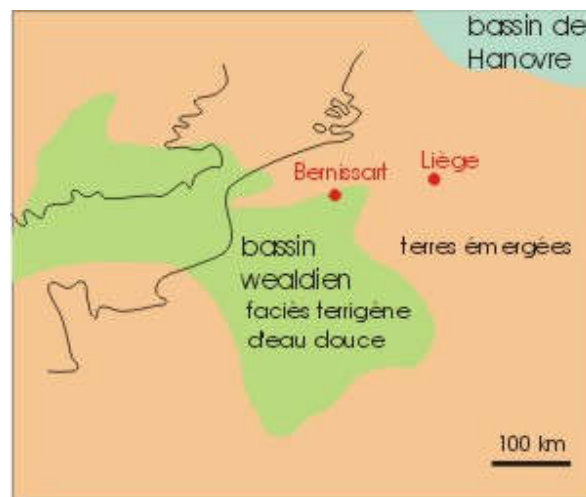 bassin de
Hanovre
Bernissart
Liège
bassin
wealdien
faciès terrigène
d'eau douce
terres émergées
100 km